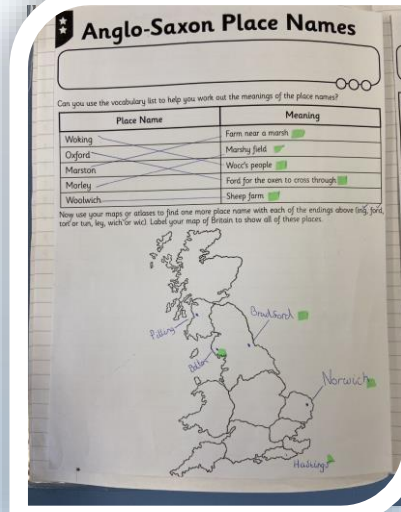 Anglo-Saxon Place Names
Can you use the vocabulary list to help you work out the meanings of the place names?
Place Name Meaning
Woking Farm near a marsh
Oxford Marshy field
Marston Wocc's people
Morley Ford for the oxen to cross through
Woolwich Sheep farm
Now use your maps or atlases to find one more place name with each of the endings above (ing, ford,
ton or tun, ley, wich or wic). Label your map of Britain to show all of these places.
Bradford
Norwich
Hastings